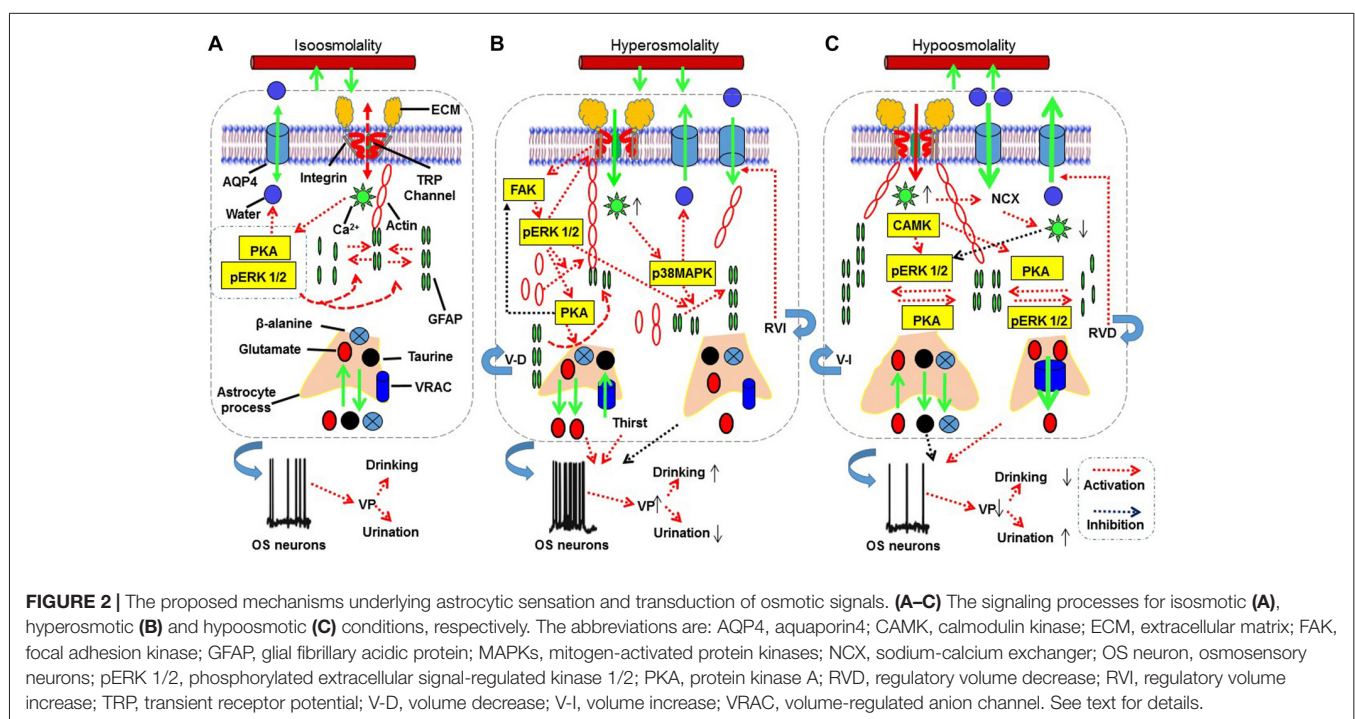 A
Isoosmolality
ECM
AQP4
Integrin
TRP
Channel
Water
Ca2+
Actin
PKA
pERK 1/2
GFAP
β-alanine
Glutamate
Taurine
VRAC
Astrocyte
process
Drinking
VP
Urination
OS neurons
B
Hyperosmolality
FAK
↑
pERK 1/2
p38MAPK
PKA
RVI
V-D
Thirst
Drinking ↑
VP↑
Urination ↓
OS neurons
C
Hypoosmolality
↑
NCX
CAMK
↓
pERK 1/2
PKA
PKA
pERK 1/2
RVD
V-I
Drinking ↓
VP↓
Urination ↑
OS neurons
Activation
Inhibition
FIGURE 2 | The proposed mechanisms underlying astrocytic sensation and transduction of osmotic signals. (A–C) The signaling processes for isosmotic (A),
hyperosmotic (B) and hypoosmotic (C) conditions, respectively. The abbreviations are: AQP4, aquaporin4; CAMK, calmodulin kinase; ECM, extracellular matrix; FAK,
focal adhesion kinase; GFAP, glial fibrillary acidic protein; MAPKs, mitogen-activated protein kinases; NCX, sodium-calcium exchanger; OS neuron, osmosensory
neurons; pERK 1/2, phosphorylated extracellular signal-regulated kinase 1/2; PKA, protein kinase A; RVD, regulatory volume decrease; RVI, regulatory volume
increase; TRP, transient receptor potential; V-D, volume decrease; V-I, volume increase; VRAC, volume-regulated anion channel. See text for details.